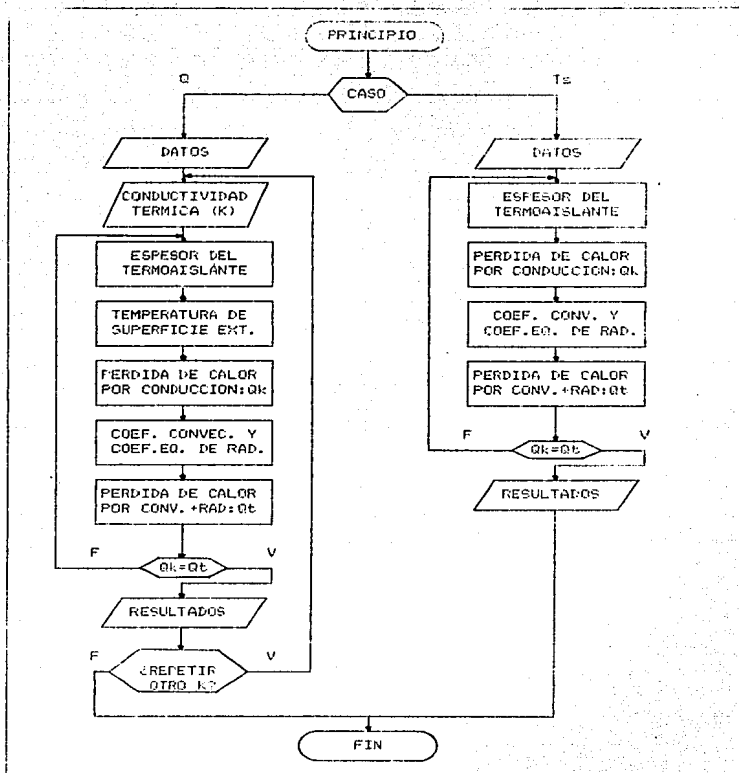 PRINCIPIO
Q
Ts
CASO
DATOS
CONDUCTIVIDAD
TERMICA (K)
ESPESOR DEL
TERMOAISLANTE
TEMPERATURA DE
SUPERFICIE EXT.
PERDIDA DE CALOR
POR CONDUCCION:Qk
COEF. CONVEC. Y
COEF.EQ. DE RAD.
PERDIDA DE CALOR
POR CONV.+RAD:Qt
F
Qk=Qt
V
RESULTADOS
F
¿REPETIR
OTRO K?
V
DATOS
ESPESOR DEL
TERMOAISLANTE
PERDIDA DE CALOR
POR CONDUCCION:Qk
COEF. CONV. Y
COEF.EQ. DE RAD.
PERDIDA DE CALOR
POR CONV.+RAD:Qt
F
Qk=Qt
V
RESULTADOS
FIN